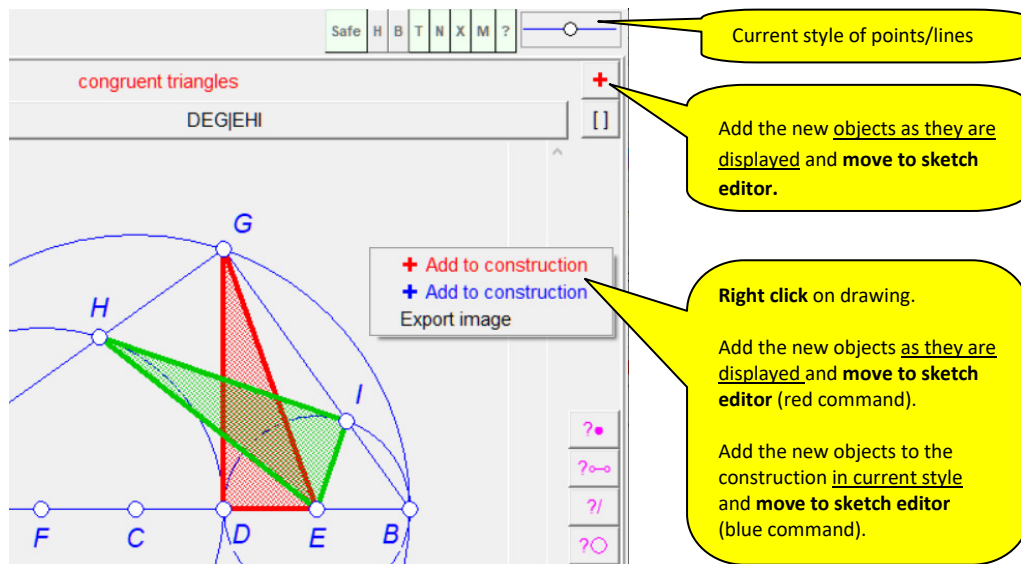 Safe H B T N X M ?
Current style of points/lines
congruent triangles
+
DEG|EHI
[ ]
Add the new objects as they are
displayed and move to sketch
editor.
G
+ Add to construction
+ Add to construction
Export image
H
I
Right click on drawing.
Add the new objects as they are
displayed and move to sketch
editor (red command).
Add the new objects to the
construction in current style
and move to sketch editor
(blue command).
?
?
?/
?
F C D E B